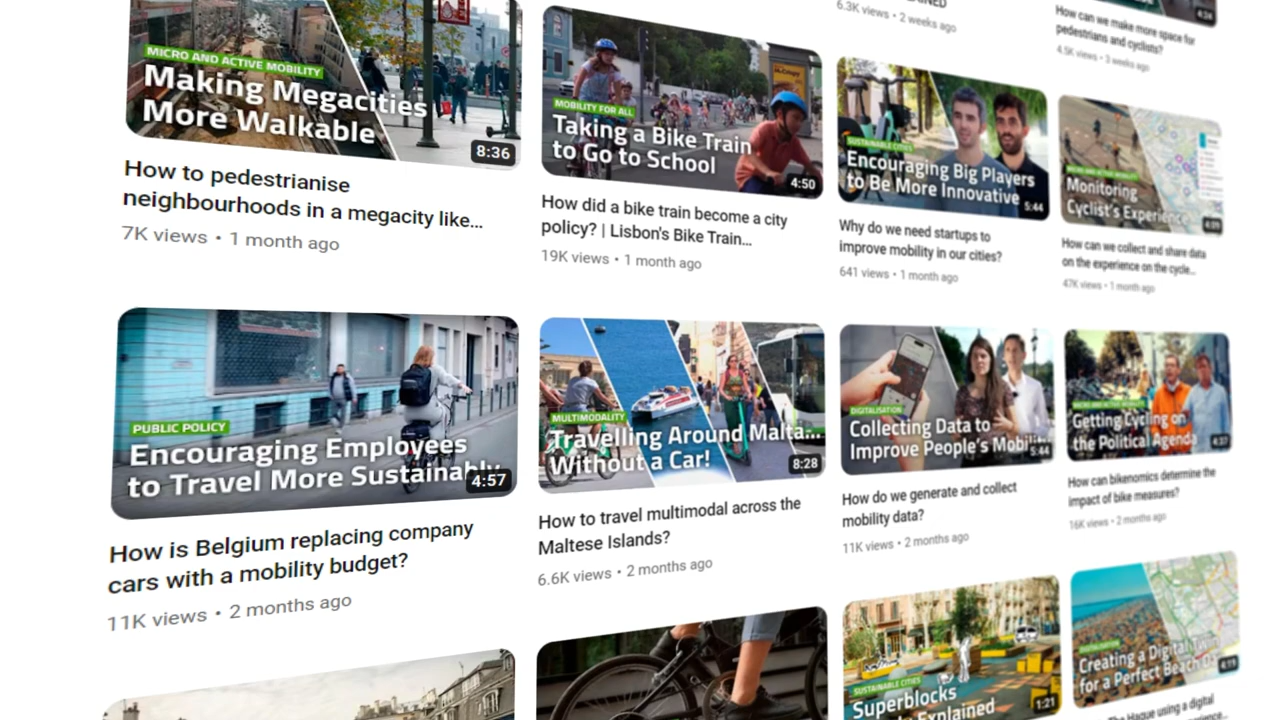 6.3K views • 2 weeks ago
How can we make more space for
pedestrians and cyclists?
4.5K views • 3 weeks ago
MICRO AND ACTIVE MOBILITY
Making Megacities
More Walkable
8:36
How to pedestrianise
neighbourhoods in a megacity like...
7K views • 1 month ago
MOBILITY FOR ALL
Taking a Bike Train
to Go to School
4:50
How did a bike train become a city
policy? | Lisbon's Bike Train...
19K views • 1 month ago
SUSTAINABLE CITIES
Encouraging Big Players
to Be More Innovative
5:44
Why do we need startups to
improve mobility in our cities?
641 views • 1 month ago
Monitoring
Cyclist's Experience
How can we collect and share data
on the experience on the cycle...
47K views • 1 month ago
PUBLIC POLICY
Encouraging Employees
to Travel More Sustainably
4:57
How is Belgium replacing company
cars with a mobility budget?
11K views • 2 months ago
MULTIMODALITY
Travelling Around Malta...
Without a Car!
8:28
How to travel multimodal across the
Maltese Islands?
6.6K views • 2 months ago
DIGITALISATION
Collecting Data to
Improve People's Mobility
5:44
How do we generate and collect
mobility data?
11K views • 2 months ago
MICRO AND ACTIVE MOBILITY
Getting Cycling on
the Political Agenda
4:37
How can bikenomics determine the
impact of bike measures?
16K views • 2 months ago
SUSTAINABLE CITIES
Superblocks
Explained
1:21
DIGITALISATION
Creating a Digital
for a Perfect Beach
4:19
The Hague using a digital